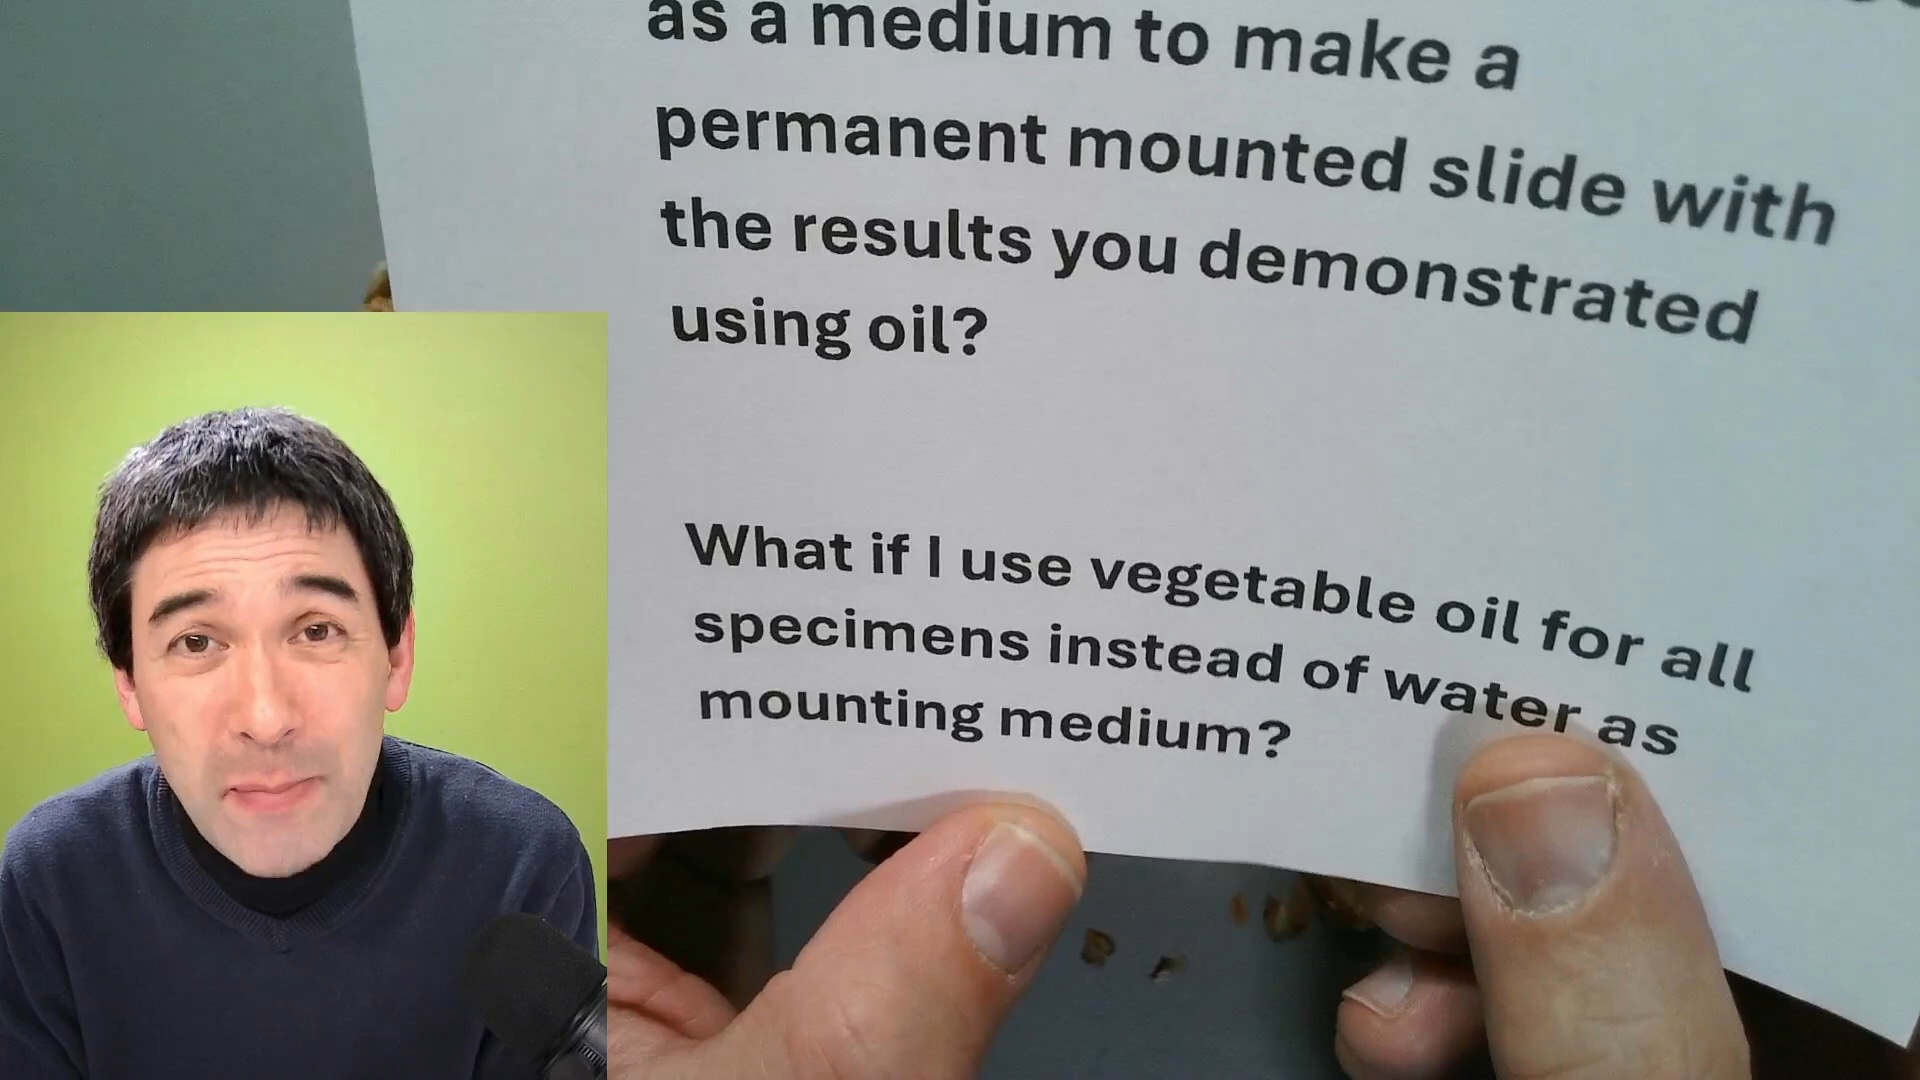 as a medium to make a
permanent mounted slide with
the results you demonstrated
using oil?
What if I use vegetable oil for all
specimens instead of water as
mounting medium?